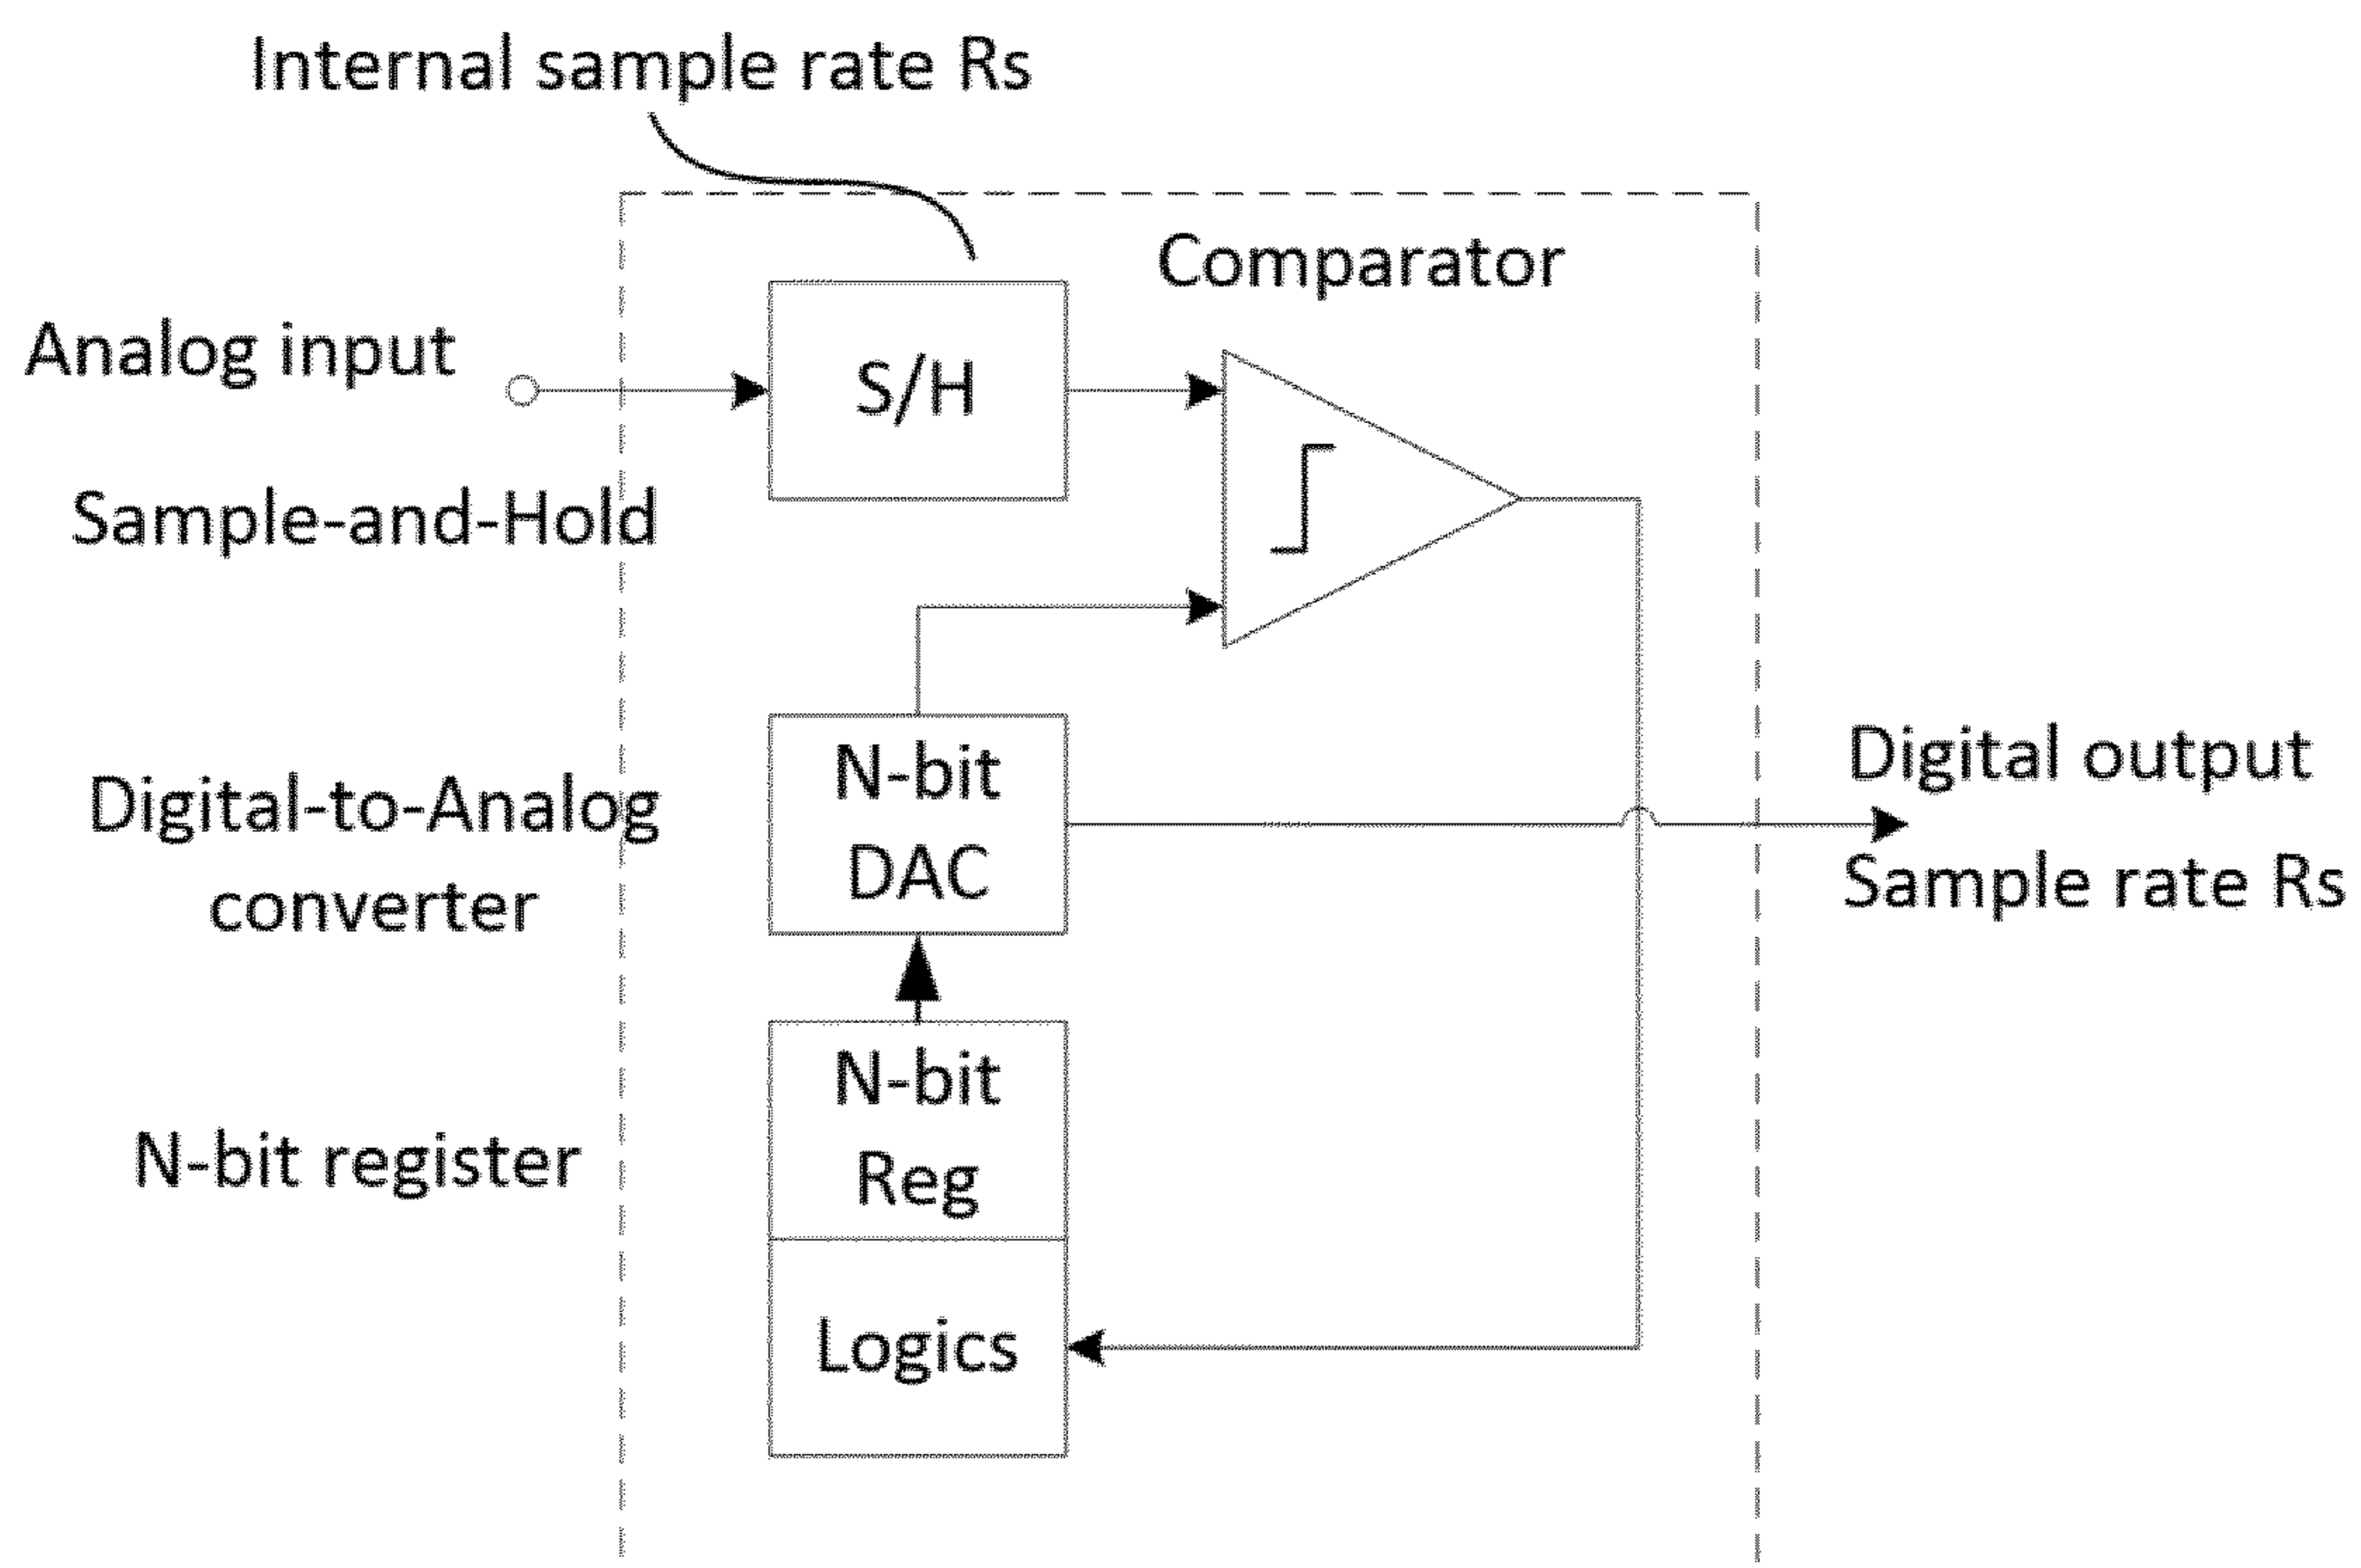 Internal sample rate Rs
Comparator
Analog input
S/H
Sample-and-Hold
N-bit
DAC
Digital-to-Analog
converter
Digital output
Sample rate Rs
N-bit
Reg
N-bit register
Logics